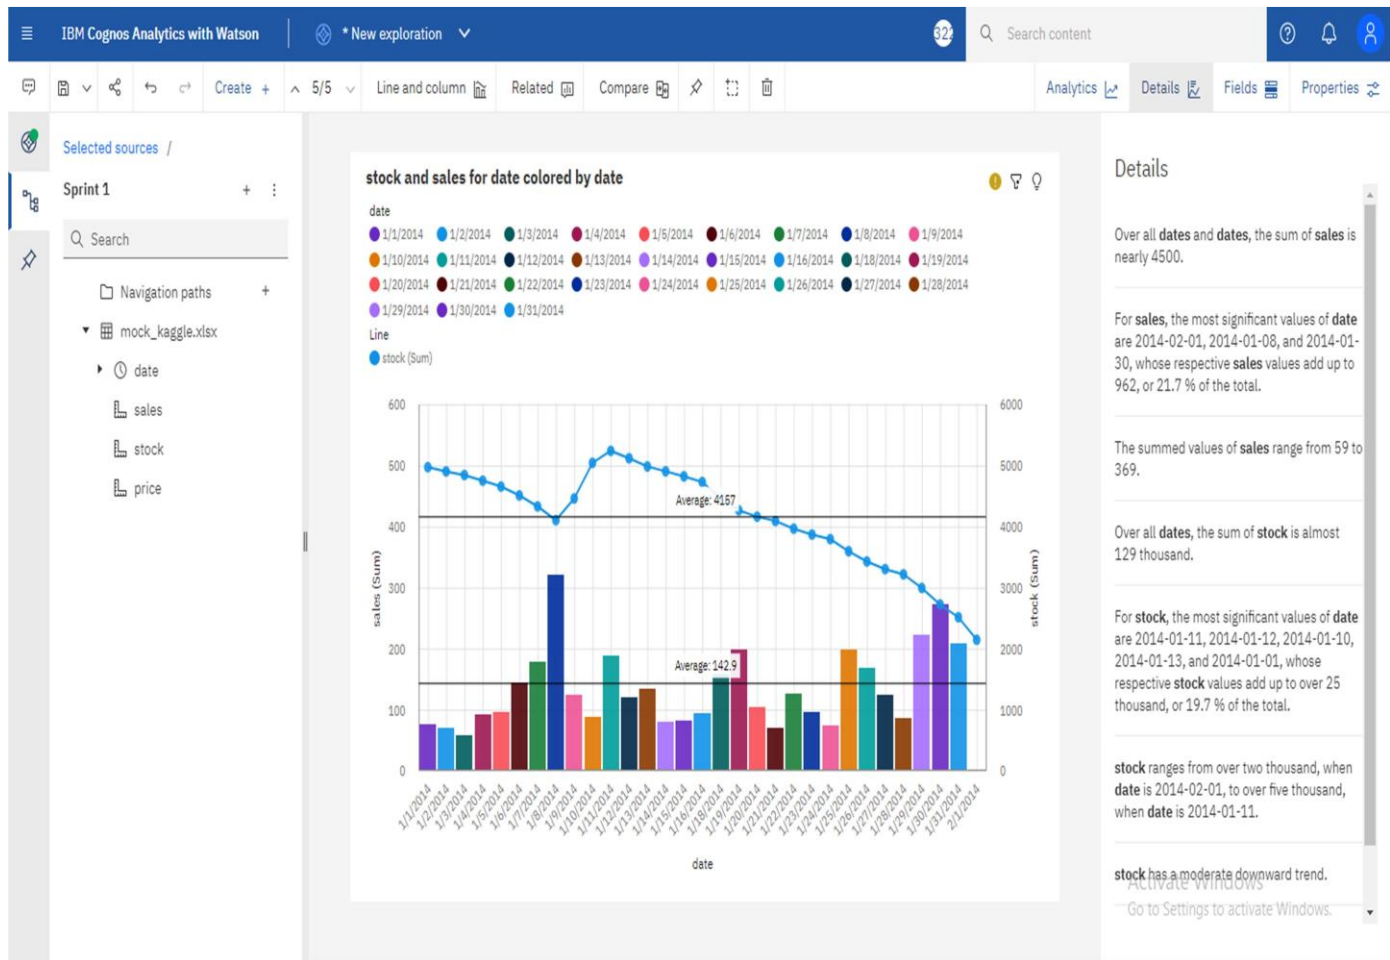 IBM Cognos Analytics with Watson
* New exploration
322
Search content
Create +
5/5
Line and column
Related
Compare
Analytics
Details
Fields
Properties
Selected sources /
Sprint 1
Search
Navigation paths
mock_kaggle.xlsx
date
sales
stock
price
stock and sales for date colored by date
date
1/1/2014 1/2/2014 1/3/2014 1/4/2014 1/5/2014 1/6/2014 1/7/2014 1/8/2014 1/9/2014
1/10/2014 1/11/2014 1/12/2014 1/13/2014 1/14/2014 1/15/2014 1/16/2014 1/18/2014 1/19/2014
1/20/2014 1/21/2014 1/22/2014 1/23/2014 1/24/2014 1/25/2014 1/26/2014 1/27/2014 1/28/2014
1/29/2014 1/30/2014 1/31/2014
Line
stock (Sum)
600
500
400
300
200
100
0
sales (Sum)
Average: 4157
Average: 142.9
6000
5000
4000
3000
2000
1000
0
stock (Sum)
1/1/2014
1/2/2014
1/3/2014
1/4/2014
1/5/2014
1/6/2014
1/7/2014
1/8/2014
1/9/2014
1/10/2014
1/11/2014
1/12/2014
1/13/2014
1/14/2014
1/15/2014
1/16/2014
1/18/2014
1/19/2014
1/20/2014
1/21/2014
1/22/2014
1/23/2014
1/24/2014
1/25/2014
1/26/2014
1/27/2014
1/28/2014
1/29/2014
1/30/2014
1/31/2014
2/1/2014
date
Details
Over all dates and dates, the sum of sales is
nearly 4500.
For sales, the most significant values of date
are 2014-02-01, 2014-01-08, and 2014-01-
30, whose respective sales values add up to
962, or 21.7 % of the total.
The summed values of sales range from 59 to
369.
Over all dates, the sum of stock is almost
129 thousand.
For stock, the most significant values of date
are 2014-01-11, 2014-01-12, 2014-01-10,
2014-01-13, and 2014-01-01, whose
respective stock values add up to over 25
thousand, or 19.7 % of the total.
stock ranges from over two thousand, when
date is 2014-02-01, to over five thousand,
when date is 2014-01-11.
stock has a moderate downward trend.
Activate Windows
Go to Settings to activate Windows.